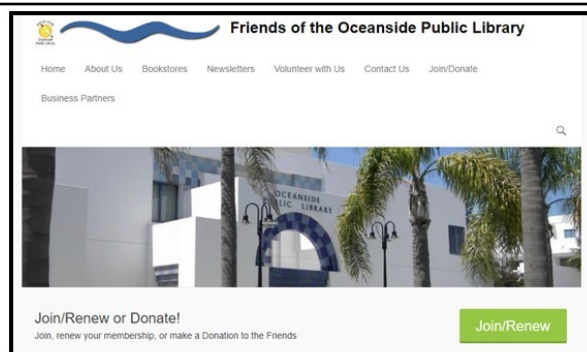 Friends of the Oceanside Public Library
Home About Us Bookstores Newsletters Volunteer with Us Contact Us Join/Donate
Business Partners
OCEANSIDE
PUBLIC LIBRARY
Join/Renew or Donate!
Join, renew your membership, or make a Donation to the Friends
Join/Renew